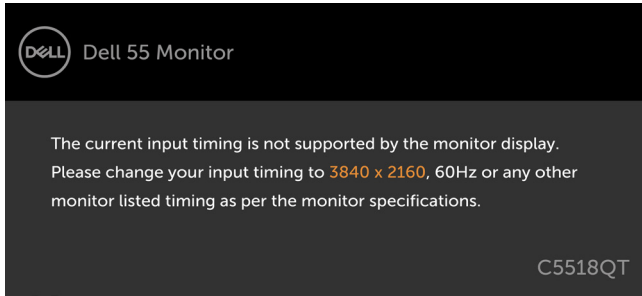 DELL Dell 55 Monitor
The current input timing is not supported by the monitor display.
Please change your input timing to 3840 x 2160, 60Hz or any other
monitor listed timing as per the monitor specifications.
C5518QT